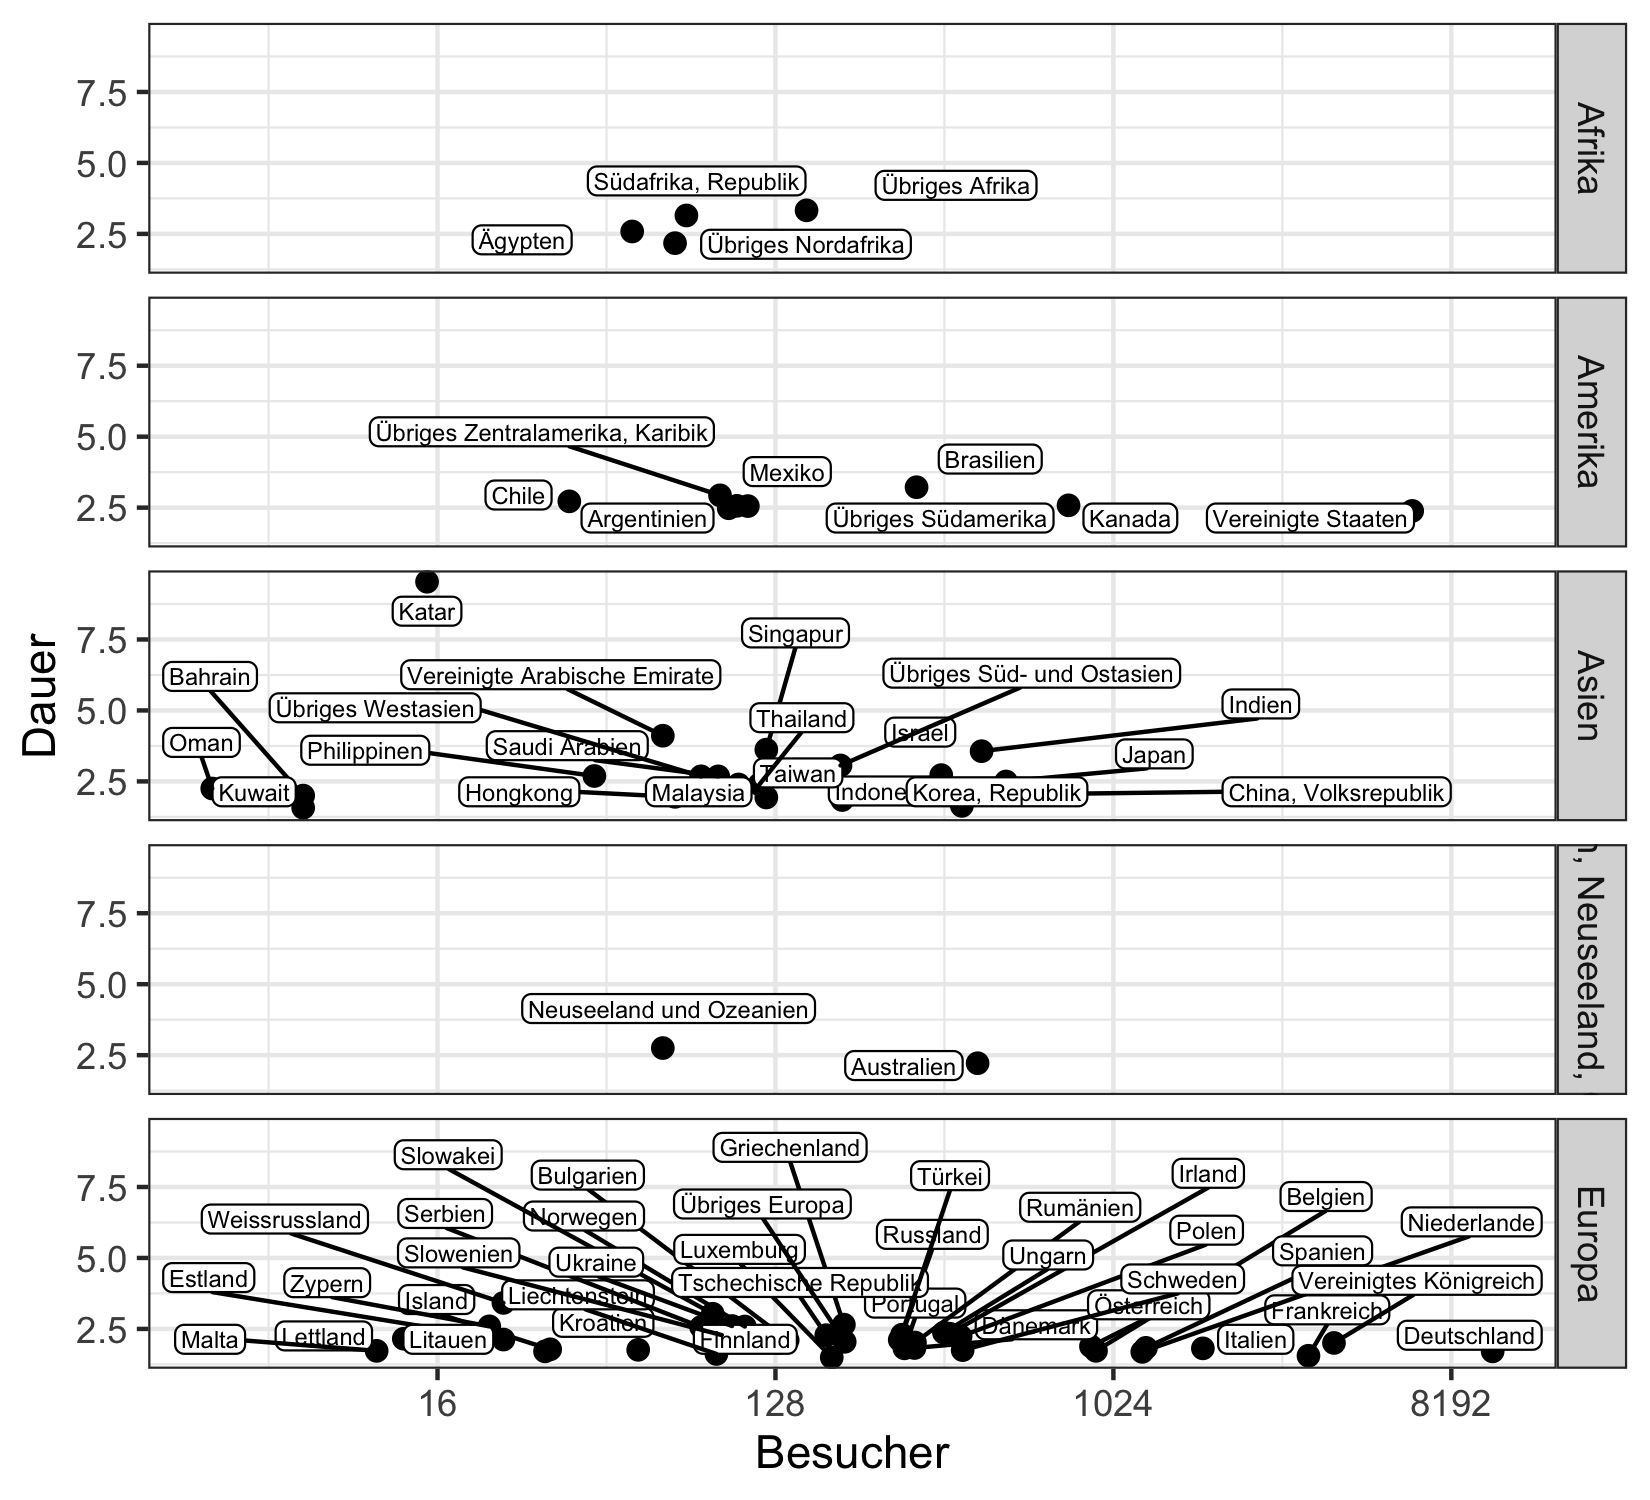 7.5
5.0
2.5
Südafrika, Republik
Übriges Afrika
Ägypten
Übriges Nordafrika
Afrika
7.5
5.0
2.5
Übriges Zentralamerika, Karibik
Brasilien
Mexiko
Chile
Argentinien
Übriges Südamerika
Kanada
Vereinigte Staaten
Amerika
7.5
5.0
2.5
Katar
Singapur
Bahrain
Vereinigte Arabische Emirate
Übriges Süd- und Ostasien
Übriges Westasien
Indien
Thailand
Israel
Oman
Philippinen
Saudi Arabien
Japan
Taiwan
Kuwait
Hongkong
Malaysia
Korea, Republik
China, Volksrepublik
Asien
7.5
5.0
2.5
Neuseeland und Ozeanien
Australien
Neuseeland,
7.5
5.0
2.5
Griechenland
Slowakei
Bulgarien
Türkei
Irland
Belgien
Übriges Europa
Rumänien
Serbien
Norwegen
Weissrussland
Niederlande
Russland
Polen
Slowenien
Luxemburg
Ungarn
Spanien
Ukraine
Estland
Zypern
Tschechische Republik
Schweden
Vereinigtes Königreich
Island
Liechtenstein
Portugal
Österreich
Frankreich
Kroatien
Dänemark
Malta
Lettland
Litauen
Finnland
Italien
Deutschland
Europa
16
128
1024
8192
Besucher
Dauer